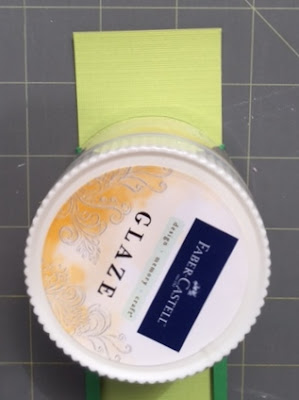 GLAZE
design · memory · craft®
FABER-CASTELL